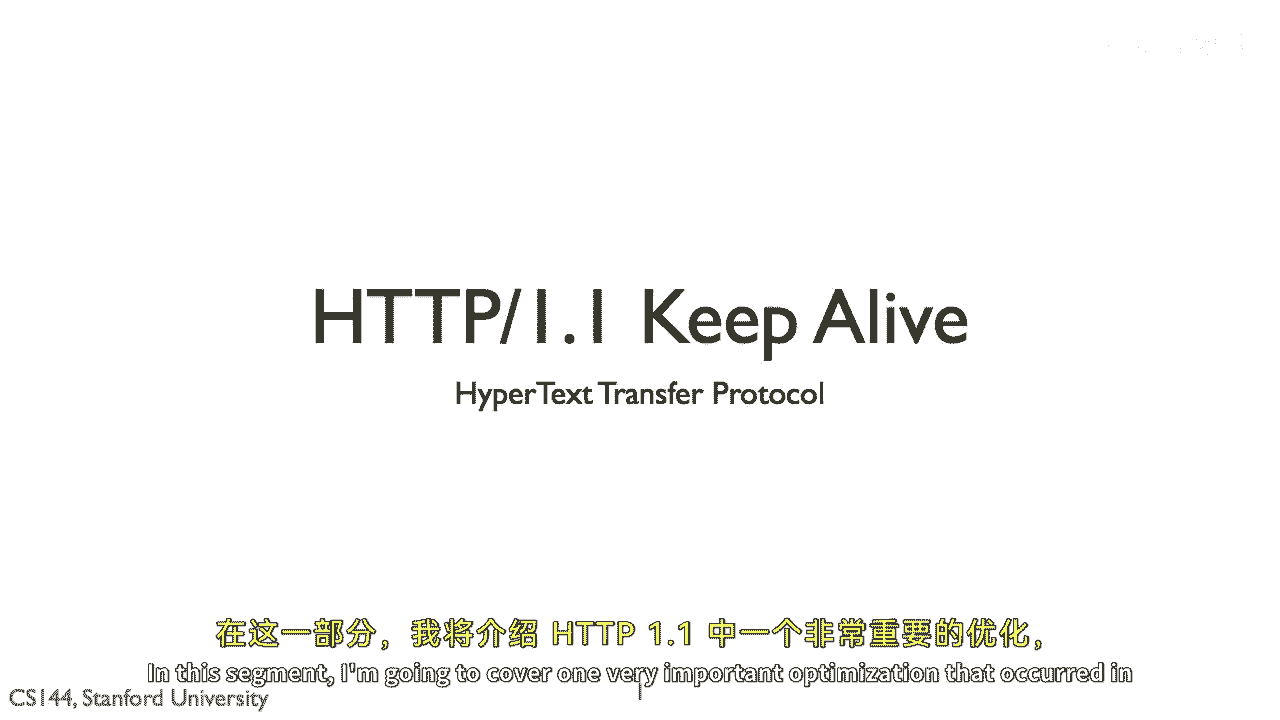 HTTP/1.1 Keep Alive
HyperText Transfer Protocol
在这一部分，我将介绍 HTTP 1.1 中一个非常重要的优化，
In this segment, I'm going to cover one very important optimization that occurred in
CS144, Stanford University
1